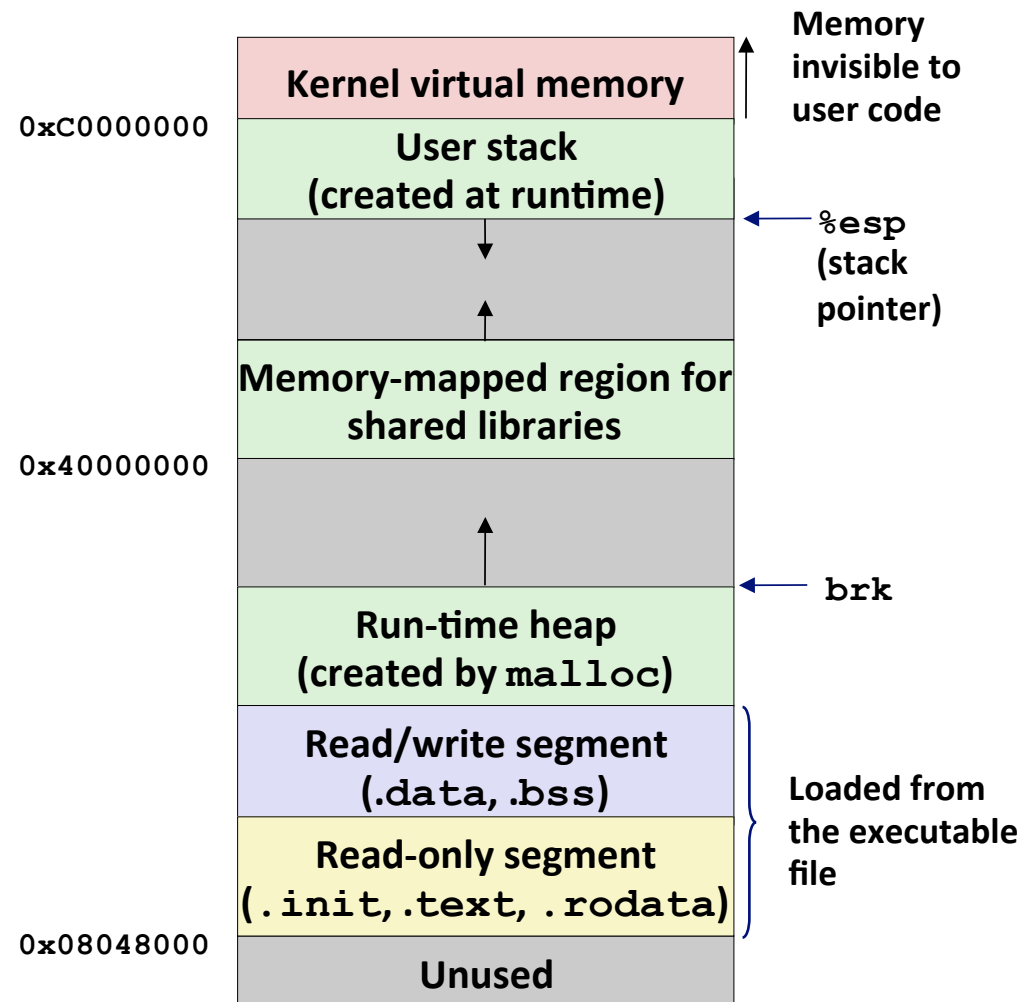 Memory
invisible to
user code
Kernel virtual memory
0xC0000000
User stack
(created at runtime)
%esp
(stack
pointer)
Memory-mapped region for
shared libraries
0x40000000
brk
Run-time heap
(created by malloc)
Read/write segment
(.data, .bss)
Loaded from
the executable
file
Read-only segment
(.init, .text, .rodata)
0x08048000
Unused